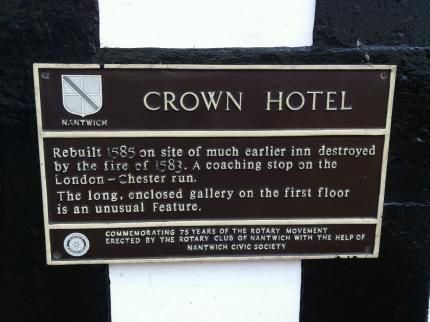 CROWN HOTEL
NANTWICH
Rebuilt 1585 on site of much earlier inn destroyed
by the fire of 1583. A coaching stop on the
London - Chester run.
The long, enclosed gallery on the first floor
is an unusual Feature.
COMMEMORATING 75 YEARS OF THE ROTARY MOVEMENT
ERECTED BY THE ROTARY CLUB OF NANTWICH WITH THE HELP OF
NANTWICH CIVIC SOCIETY